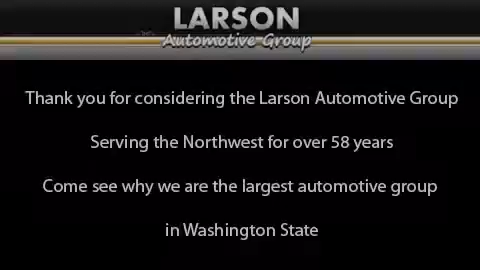 LARSON
Automotive Group
Thank you for considering the Larson Automotive Group
Serving the Northwest for over 58 years
Come see why we are the largest automotive group
in Washington State